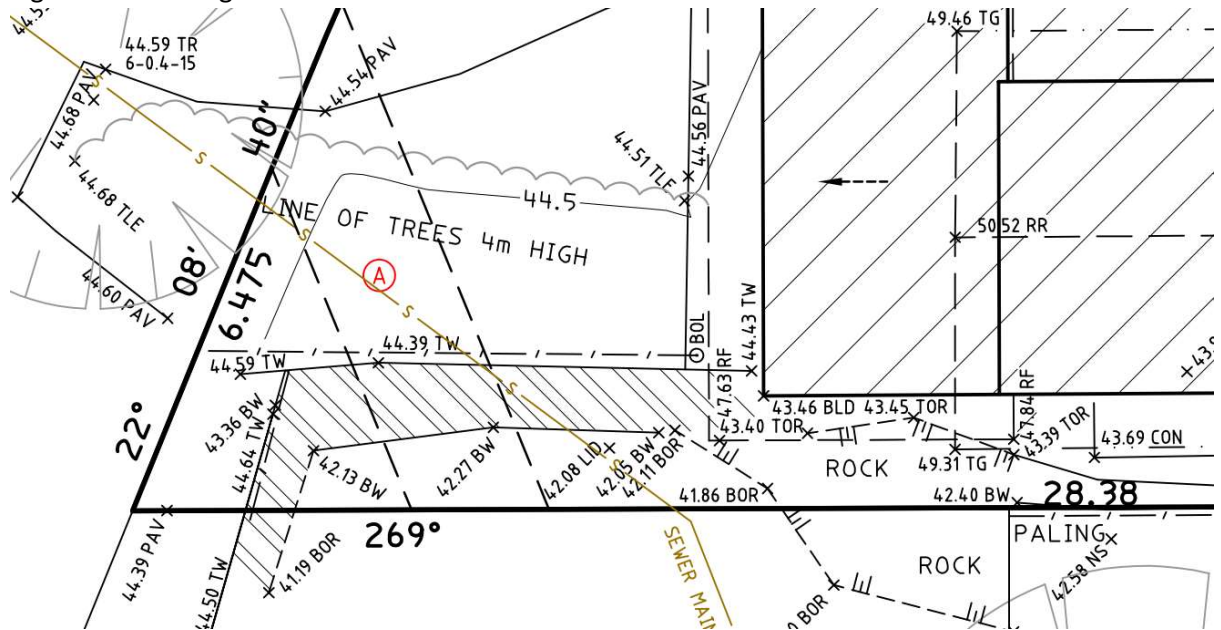 49.46 TG
44.59 TR
6-0.4-15
44.54 PAV
44.68 PAV
40"
44.56 PAV
S
44.51 TLE
44.68 TLE
S
44.5
LINE OF TREES 4m HIGH
50.52 RR
S
08'
6.475
A
44.60 PAV
S
BOL
44.43 TW
44.39 TW
44.59 TW
47.63 RF
47.84 RF
S
43.36 BW
43.46 BLD
43.45 TOR
22°
44.64 TW
43.40 TOR
43.39 TOR
43.69 CON
42.13 BW
42.27 BW
42.08 LID
42.05 BW
42.11 BOR
ROCK
49.31 TG
41.86 BOR
42.40 BW
28.38
269°
44.39 PAV
41.19 BOR
44.50 TW
SEWER MAIN
PALING
ROCK
42.58 NS